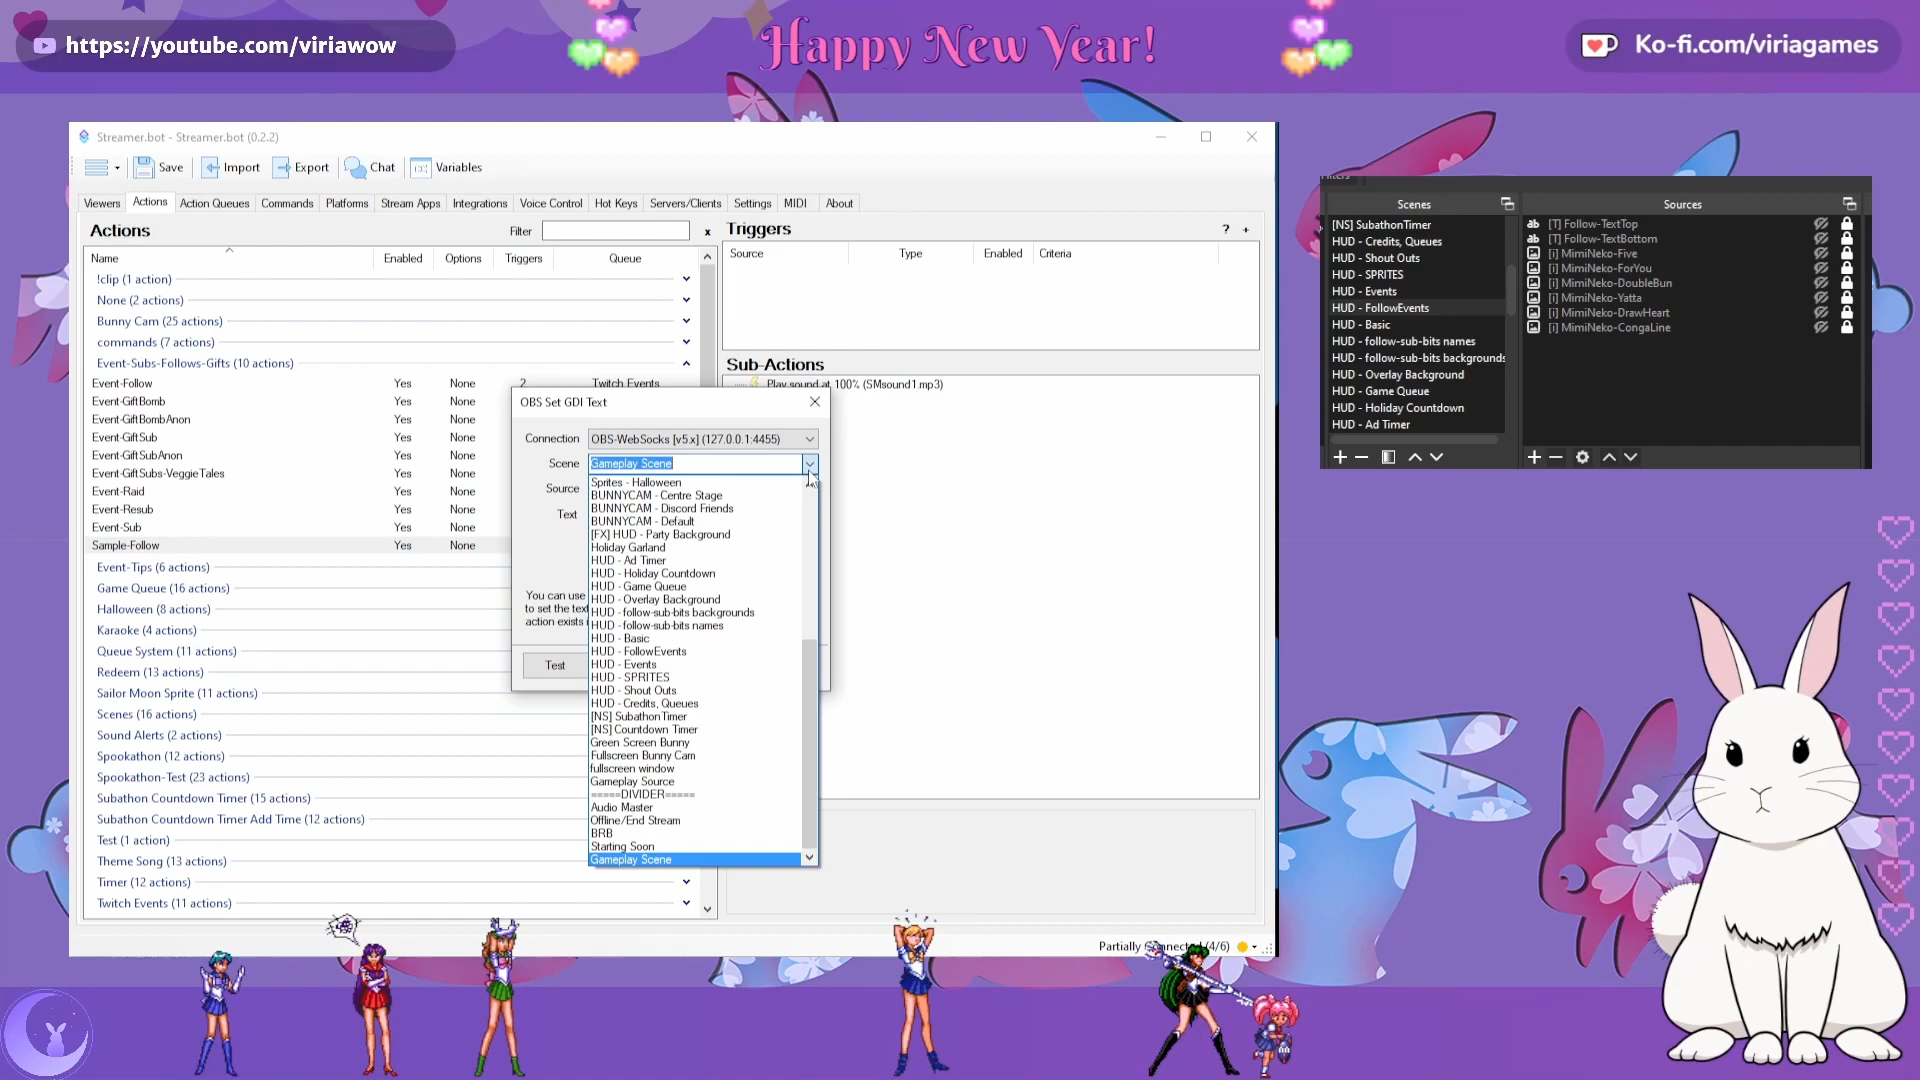 https://youtube.com/viriawow
Happy New Year!
Ko-fi.com/viriagames
Streamer.bot - Streamer.bot (0.2.2)
Save
Import
Export
Chat
Variables
Viewers
Actions
Action Queues
Commands
Platforms
Stream Apps
Integrations
Voice Control
Hot Keys
Servers/Clients
Settings
MIDI
About
Actions
Filter
x
Name
Enabled
Options
Triggers
Queue
!clip (1 action)
None (2 actions)
Bunny Cam (25 actions)
commands (7 actions)
Event-Subs-Follows-Gifts (10 actions)
Event-Follow Yes None 2 Twitch Events
Event-GiftBomb Yes None
Event-GiftBombAnon Yes None
Event-GiftSub Yes None
Event-GiftSubAnon Yes None
Event-GiftSubs-VeggieTales Yes None
Event-Raid Yes None
Event-Resub Yes None
Event-Sub Yes None
Sample-Follow Yes None
Event-Tips (6 actions)
Game Queue (16 actions)
Halloween (8 actions)
Karaoke (4 actions)
Queue System (11 actions)
Redeem (13 actions)
Sailor Moon Sprite (11 actions)
Scenes (16 actions)
Sound Alerts (2 actions)
Spookathon (12 actions)
Spookathon-Test (23 actions)
Subathon Countdown Timer (15 actions)
Subathon Countdown Timer Add Time (12 actions)
Test (1 action)
Theme Song (13 actions)
Timer (12 actions)
Twitch Events (11 actions)
Triggers
? +
Source
Type
Enabled
Criteria
Sub-Actions
Play sound at 100% (SMsound1.mp3)
OBS Set GDI Text
Connection OBS-WebSocks [v5.x] (127.0.0.1:4455)
Scene Gameplay Scene
Source
Text
You can use
to set the text
action exists i
Test
Sprites - Halloween
BUNNYCAM - Centre Stage
BUNNYCAM - Discord Friends
BUNNYCAM - Default
[FX] HUD - Party Background
Holiday Garland
HUD - Ad Timer
HUD - Holiday Countdown
HUD - Game Queue
HUD - Overlay Background
HUD - follow-sub-bits backgrounds
HUD - follow-sub-bits names
HUD - Basic
HUD - FollowEvents
HUD - Events
HUD - SPRITES
HUD - Shout Outs
HUD - Credits, Queues
[NS] Subathon Timer
[NS] Countdown Timer
Green Screen Bunny
Fullscreen Bunny Cam
fullscreen window
Gameplay Source
=====DIVIDER=====
Audio Master
Offline/End Stream
BRB
Starting Soon
Gameplay Scene
(4/6)
Scenes
[NS] SubathonTimer
HUD - Credits, Queues
HUD - Shout Outs
HUD - SPRITES
HUD - Events
HUD - FollowEvents
HUD - Basic
HUD - follow-sub-bits names
HUD - follow-sub-bits backgrounds
HUD - Overlay Background
HUD - Game Queue
HUD - Holiday Countdown
HUD - Ad Timer
Sources
ab [T] Follow-TextTop
ab [T] Follow-TextBottom
[i] MimiNeko-Five
[i] MimiNeko-ForYou
[i] MimiNeko-DoubleBun
[i] MimiNeko-Yatta
[i] MimiNeko-DrawHeart
[i] MimiNeko-CongaLine